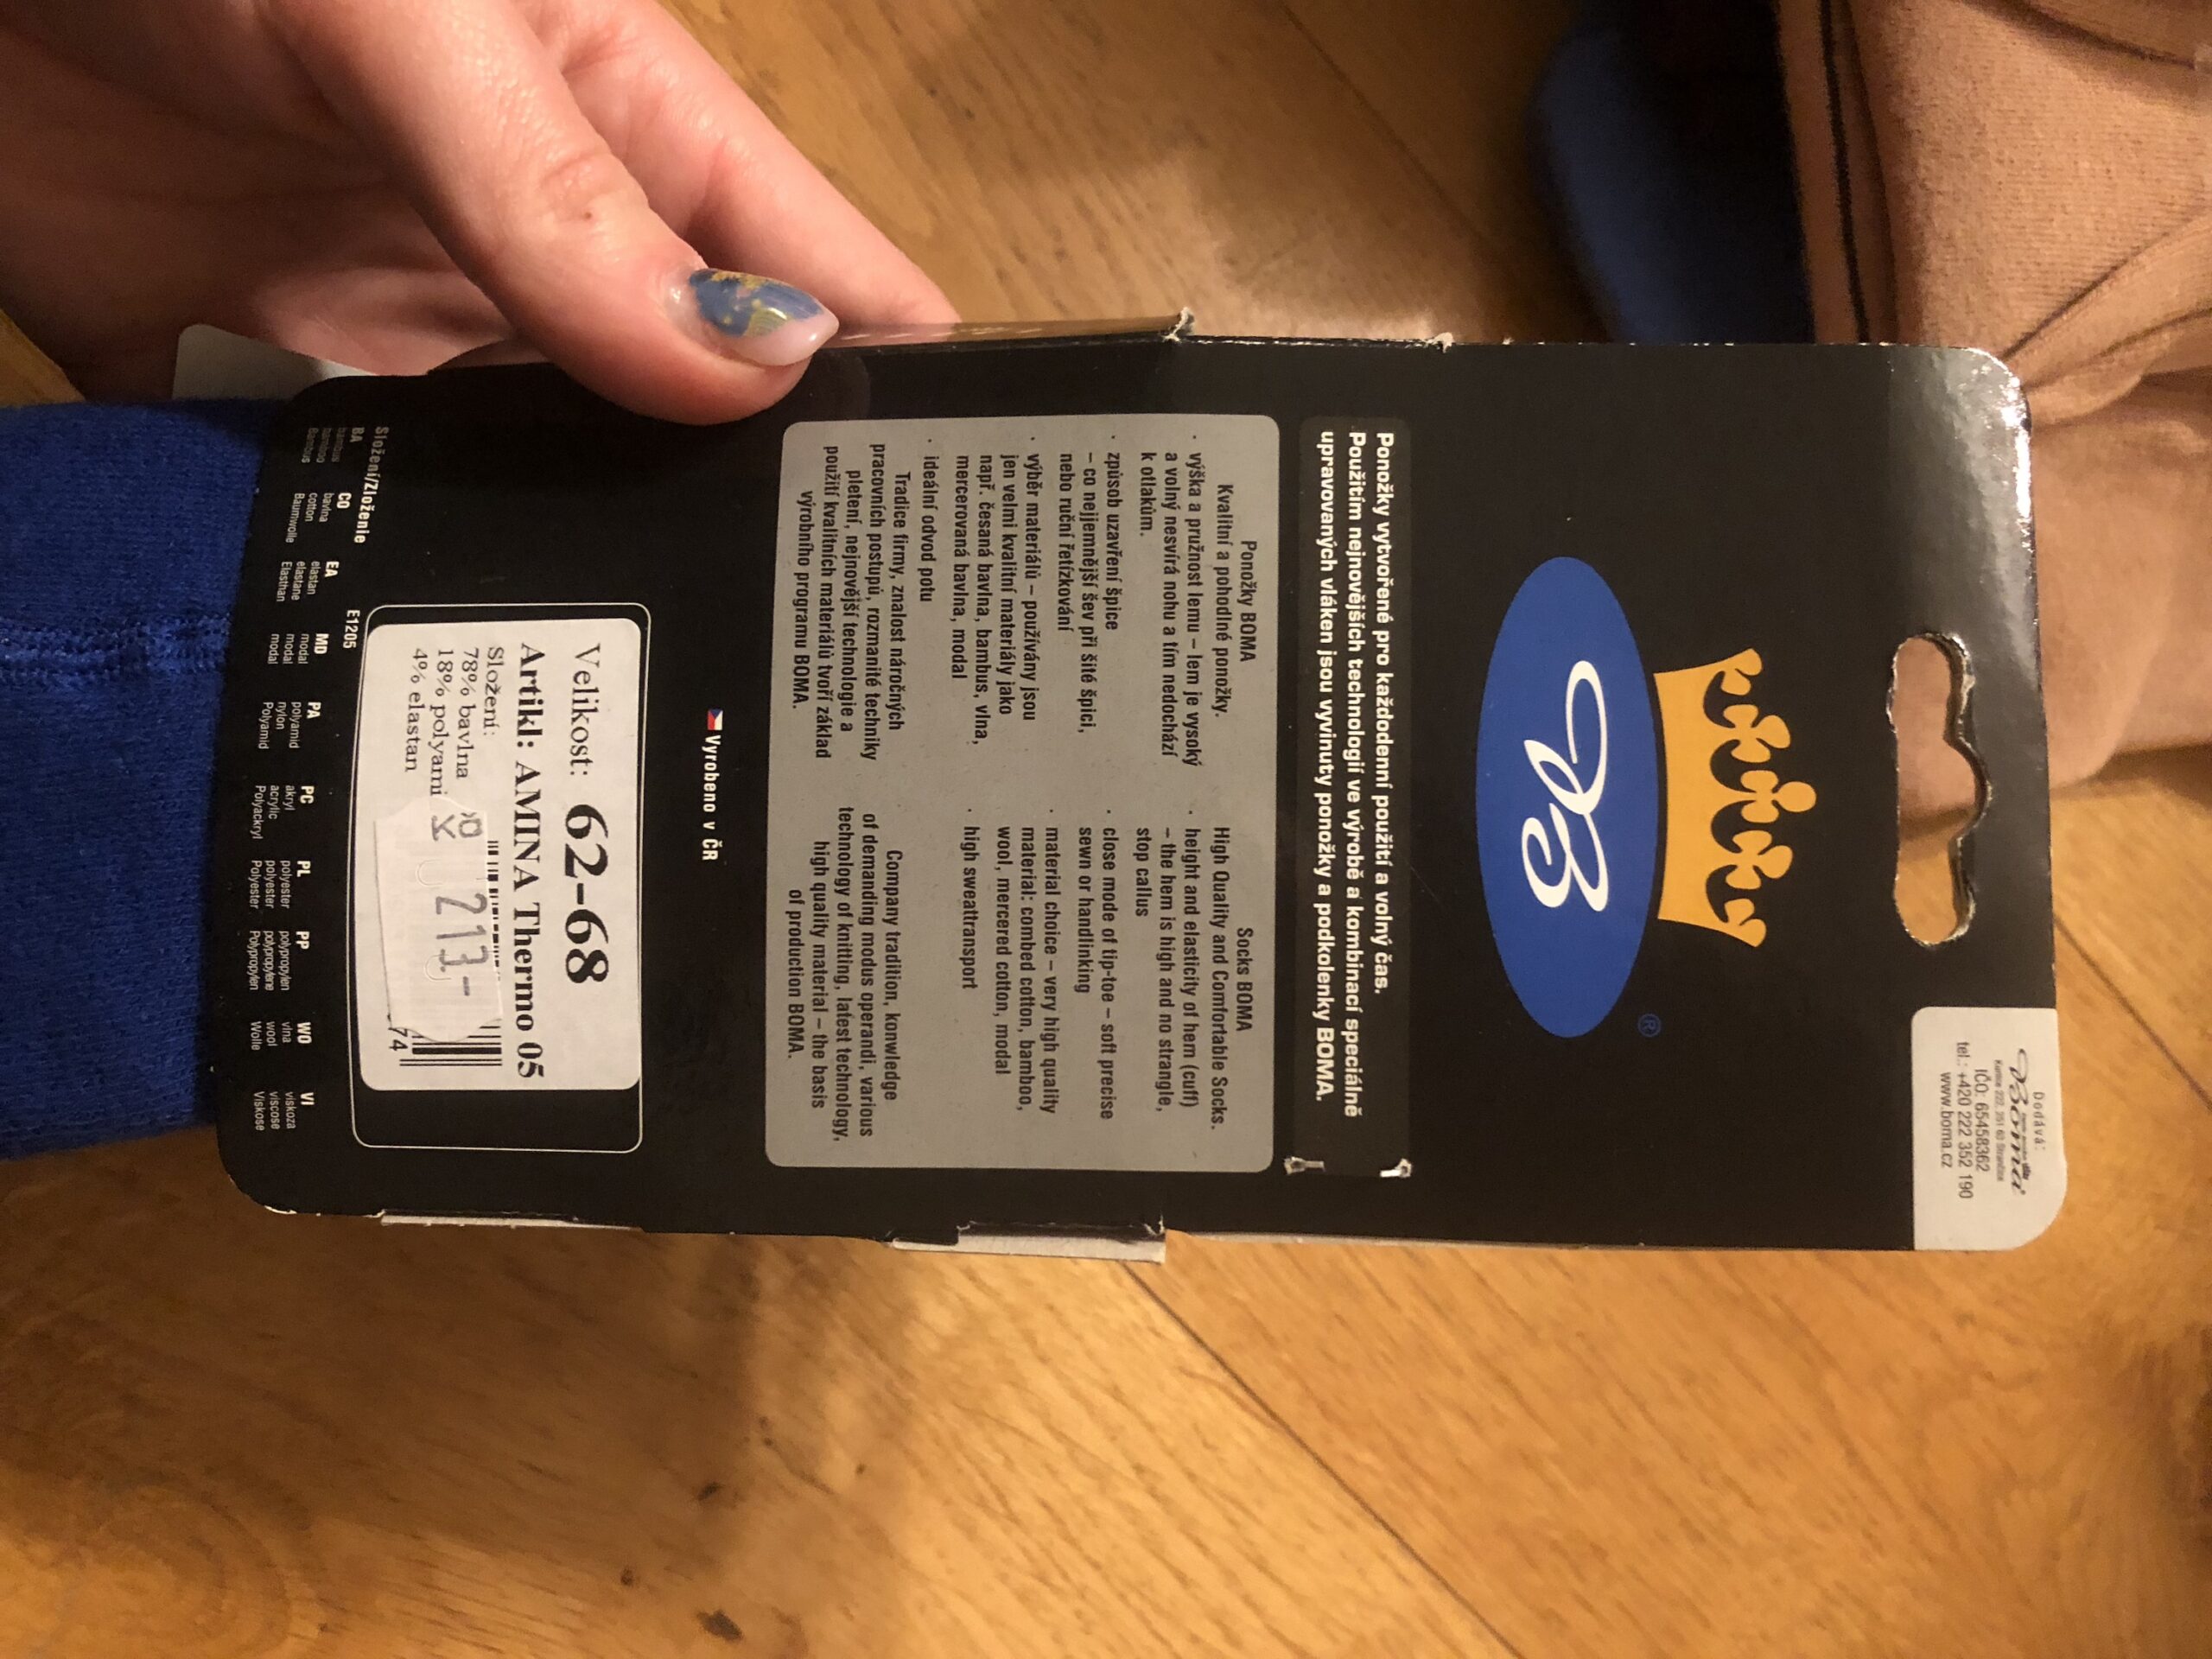 Dodává:
Boma
IČO: 65458362
tel.: +420 222 352 190
www.boma.cz
®
Ponožky vytvořené pro každodenní použití a volný čas.
Použitím nejnovějších technologií ve výrobě a kombinací speciálně
upravovaných vláken jsou vyvinuty ponožky a podkolenky BOMA.
Ponožky BOMA
Kvalitní a pohodlné ponožky.
· výška a pružnost lemu – lem je vysoký
a volný nesvírá nohu a tím nedochází
k otlakům.
· způsob uzavření špice
– co nejjemnější šev při šité špici,
nebo ruční řetízkování
· výběr materiálů – používány jsou
jen velmi kvalitní materiály jako
např. česaná bavlna, bambus, vlna,
mercerovaná bavlna, modal
· ideální odvod potu
Tradice firmy, znalost náročných
pracovních postupů, rozmanité techniky
pletení, nejnovější technologie a
použití kvalitních materiálů tvoří základ
výrobního programu BOMA.
Socks BOMA
High Quality and Comfortable Socks.
· height and elasticity of hem (cuff)
– the hem is high and no strangle,
stop callus
· close mode of tip-toe – soft precise
sewn or handlinking
· material choice – very high quality
material: combed cotton, bamboo,
wool, mercered cotton, modal
· high sweattransport
Company tradition, konwledge
of demanding modus operandi, various
technology of knitting, latest technology,
high quality material – the basis
of production BOMA.
Vyrobeno v ČR
Velikost: 62-68
Artikl: AMINA Thermo 05
Složení:
78% bavlna
18% polyami
4% elastan
213-
74
E1205
Složení/Zloženie
BA
bambus
bamboo
Bambus
CO
bavlna
cotton
Baumwolle
EA
elastan
elastane
Elasthan
MD
modal
modal
modal
PA
polyamid
nylon
Polyamid
PC
akryl
acrylic
Polyackryl
PL
polyester
polyester
Polyester
PP
polypropylen
polypropylene
Polypropylen
WO
vlna
wool
Wolle
VI
viskoza
viscose
Viskose